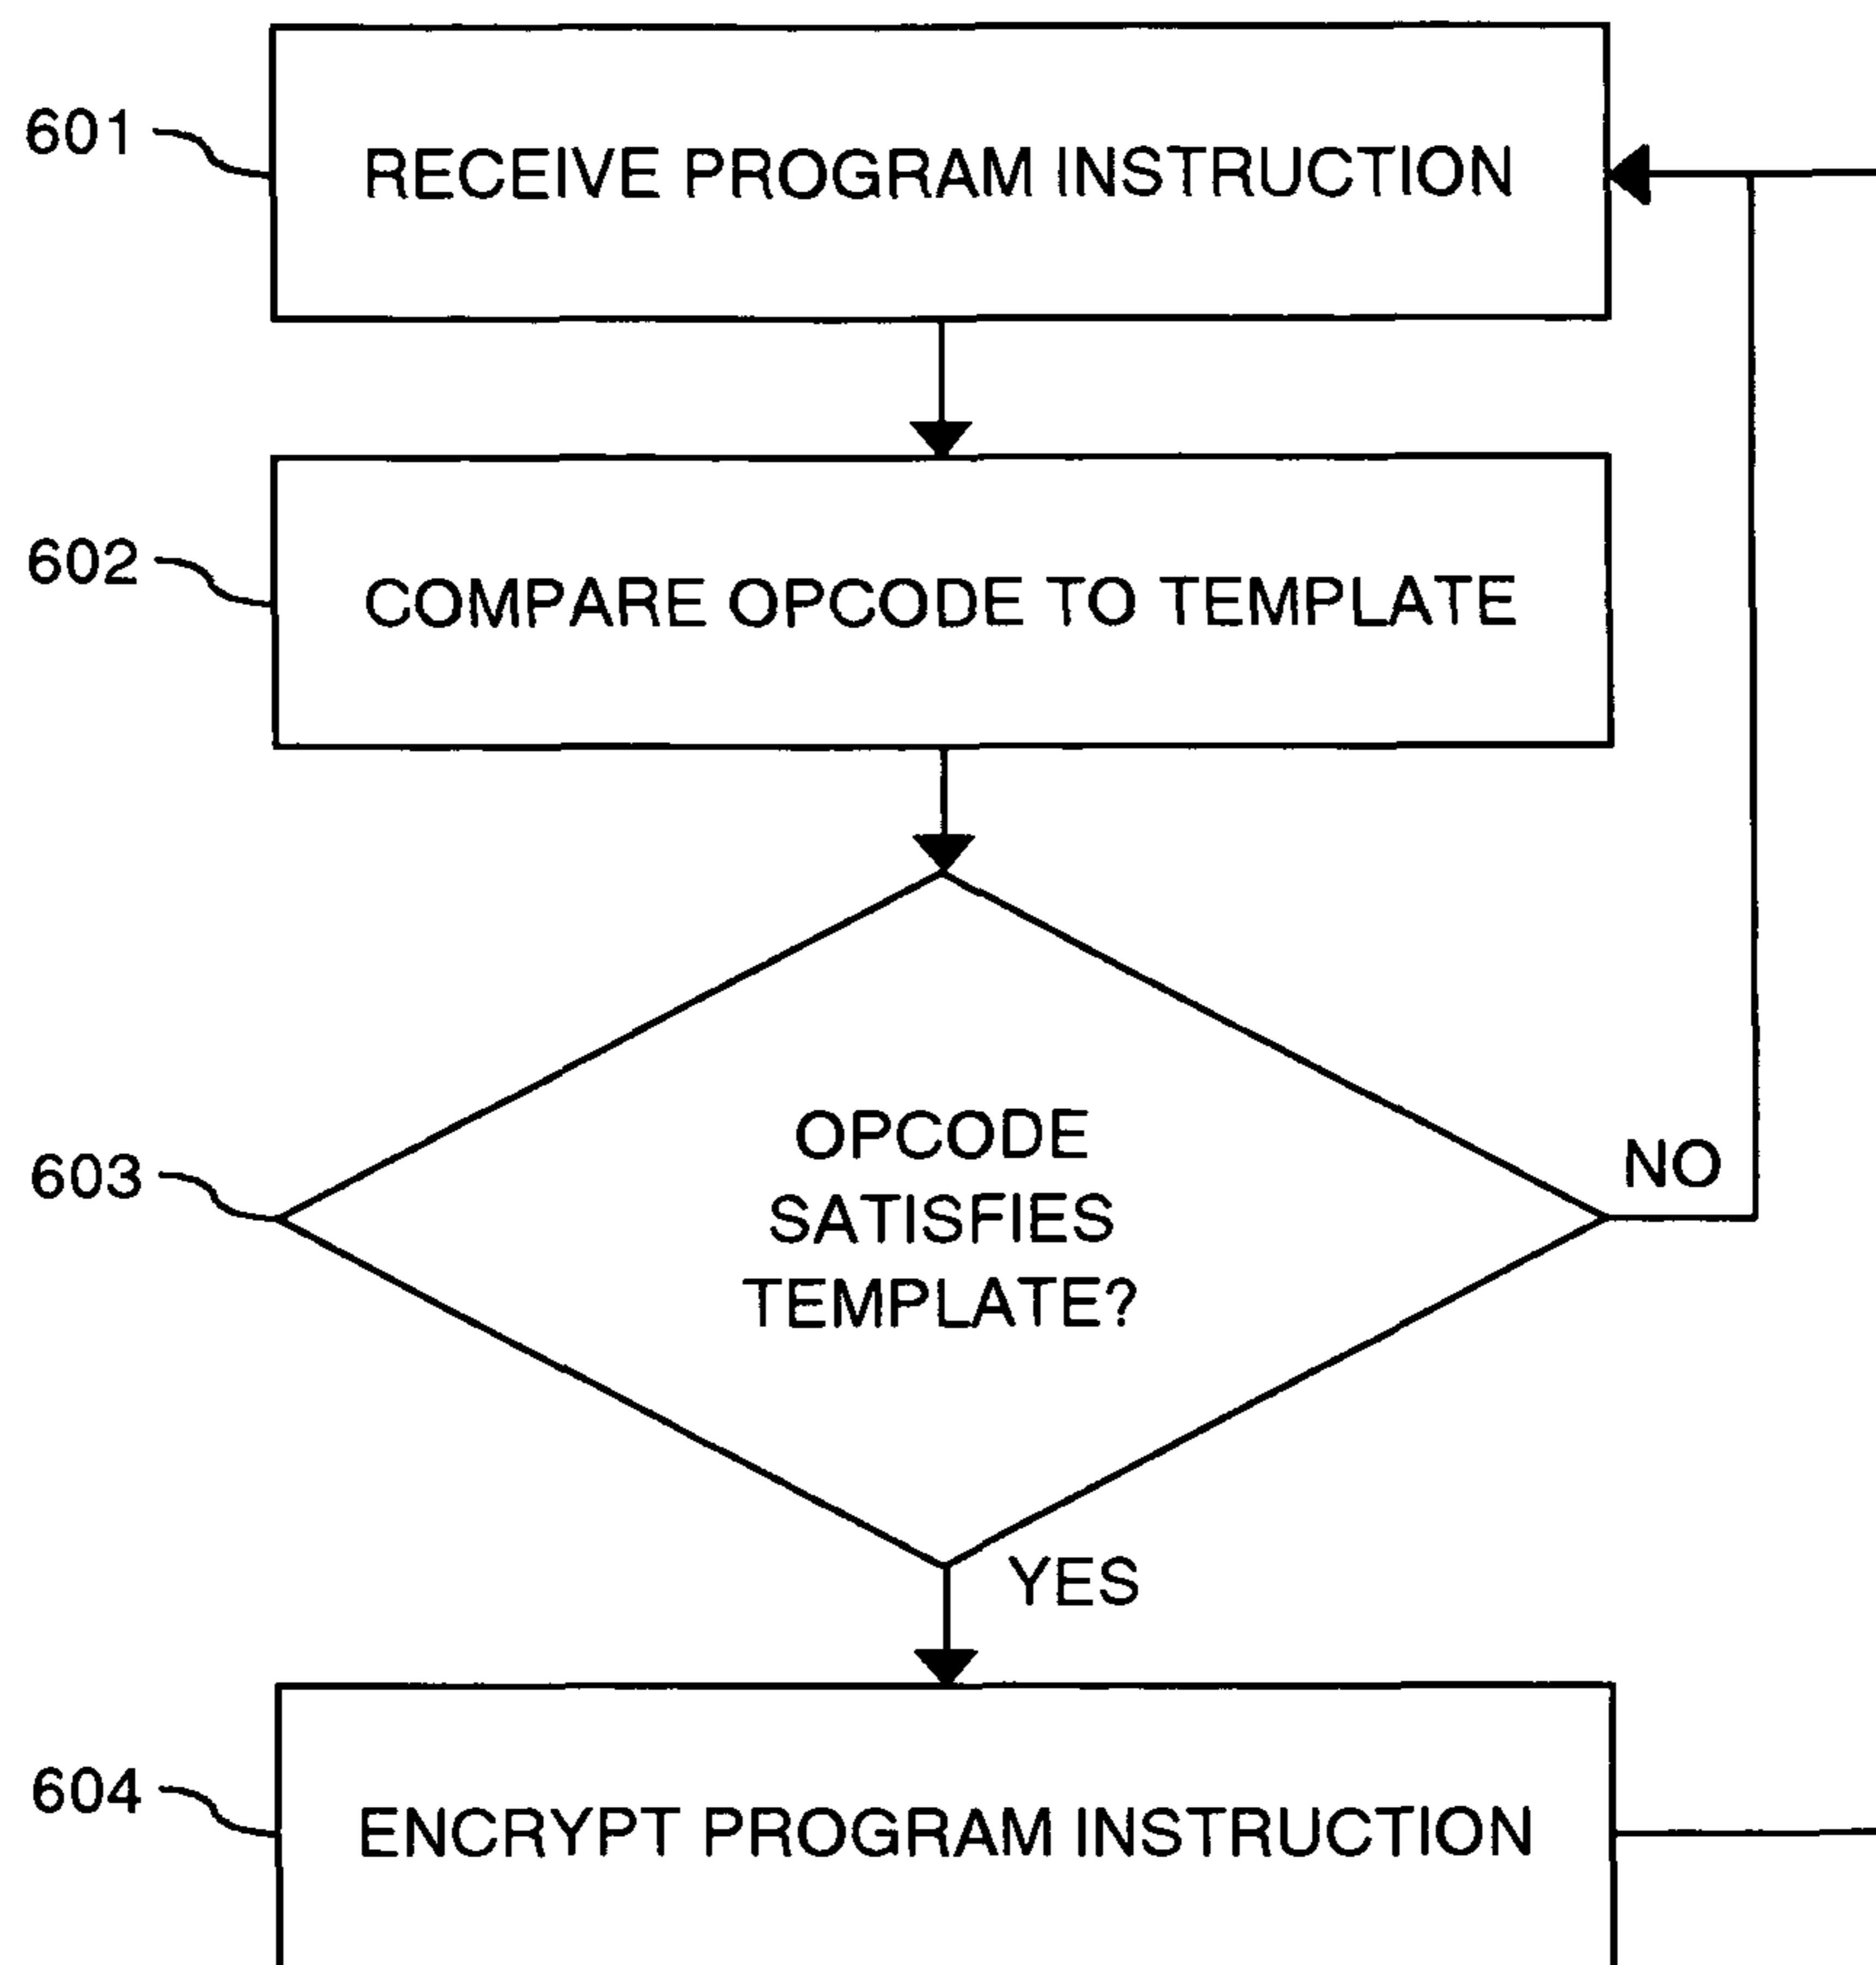 601
RECEIVE PROGRAM INSTRUCTION
602
COMPARE OPCODE TO TEMPLATE
603
OPCODE
SATISFIES
TEMPLATE?
NO
YES
604
ENCRYPT PROGRAM INSTRUCTION